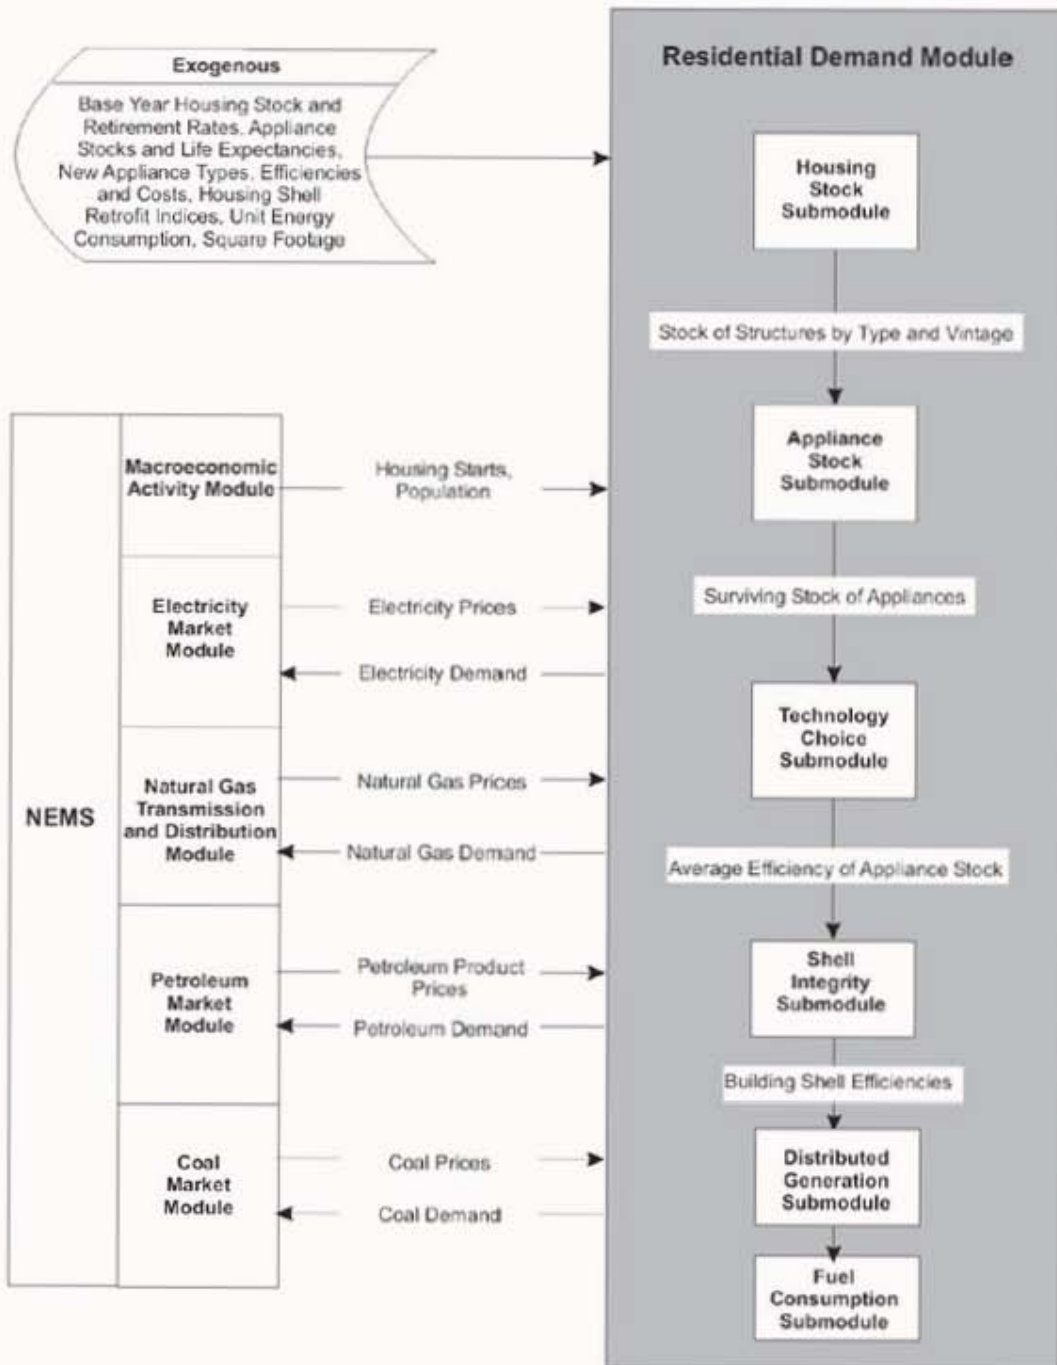 Exogenous
Base Year Housing Stock and
Retirement Rates, Appliance
Stocks and Life Expectancies,
New Appliance Types, Efficiencies
and Costs, Housing Shell
Retrofit Indices, Unit Energy
Consumption, Square Footage
NEMS
Macroeconomic
Activity Module
Housing Starts,
Population
Electricity
Market
Module
Electricity Prices
Electricity Demand
Natural Gas
Transmission
and Distribution
Module
Natural Gas Prices
Natural Gas Demand
Petroleum
Market
Module
Petroleum Product
Prices
Petroleum Demand
Coal
Market
Module
Coal Prices
Coal Demand
Residential Demand Module
Housing
Stock
Submodule
Stock of Structures by Type and Vintage
Appliance
Stock
Submodule
Surviving Stock of Appliances
Technology
Choice
Submodule
Average Efficiency of Appliance Stock
Shell
Integrity
Submodule
Building Shell Efficiencies
Distributed
Generation
Submodule
Fuel
Consumption
Submodule